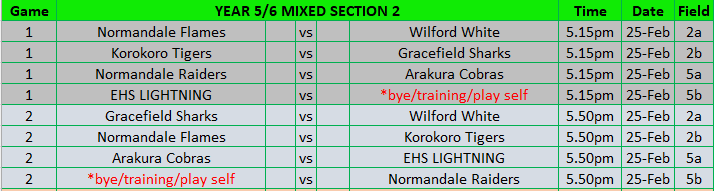 Game YEAR 5/6 MIXED SECTION 2 Time Date Field
1 Normandale Flames vs Wilford White 5.15pm 25-Feb 2a
1 Korokoro Tigers vs Gracefield Sharks 5.15pm 25-Feb 2b
1 Normandale Raiders vs Arakura Cobras 5.15pm 25-Feb 5a
1 EHS LIGHTNING vs *bye/training/play self 5.15pm 25-Feb 5b
2 Gracefield Sharks vs Wilford White 5.50pm 25-Feb 2a
2 Normandale Flames vs Korokoro Tigers 5.50pm 25-Feb 2b
2 Arakura Cobras vs EHS LIGHTNING 5.50pm 25-Feb 5a
2 *bye/training/play self vs Normandale Raiders 5.50pm 25-Feb 5b